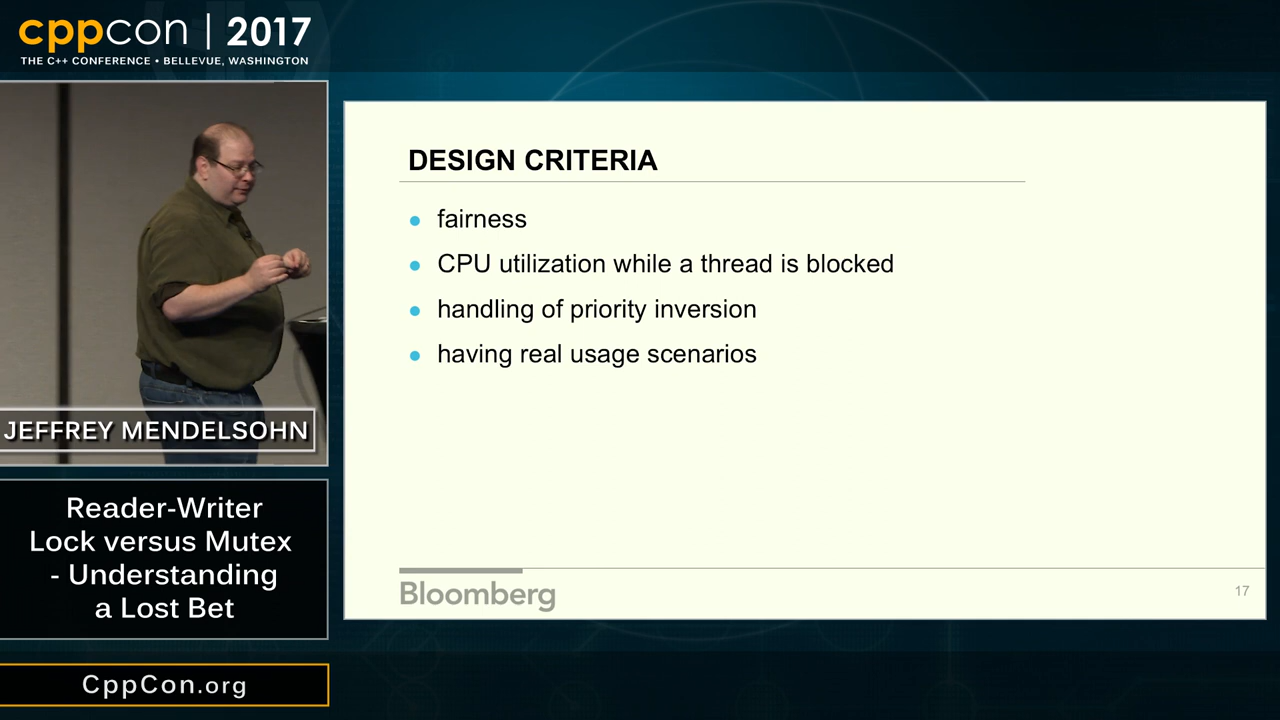 cppcon | 2017
THE C++ CONFERENCE • BELLEVUE, WASHINGTON
JEFFREY MENDELSOHN
Reader-Writer
Lock versus Mutex
- Understanding
a Lost Bet
CppCon.org
DESIGN CRITERIA
• fairness
• CPU utilization while a thread is blocked
• handling of priority inversion
• having real usage scenarios
Bloomberg
17